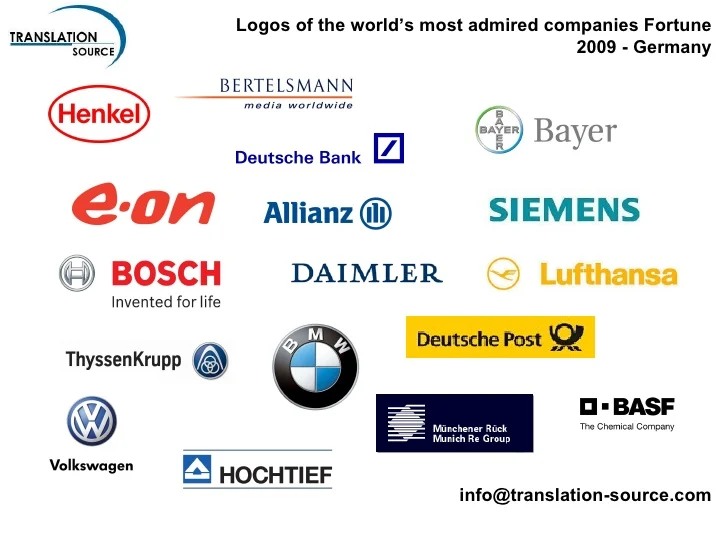 TRANSLATION
SOURCE
Logos of the world’s most admired companies Fortune
2009 - Germany
BERTELSMANN
media worldwide
Henkel
BAYER
BAYER
Bayer
Deutsche Bank
e·on
Allianz
SIEMENS
BOSCH
Invented for life
DAIMLER
Lufthansa
ThyssenKrupp
BMW
Deutsche Post
VW
Volkswagen
Münchener Rück
Munich Re Group
BASF
The Chemical Company
HOCHTIEF
info@translation-source.com